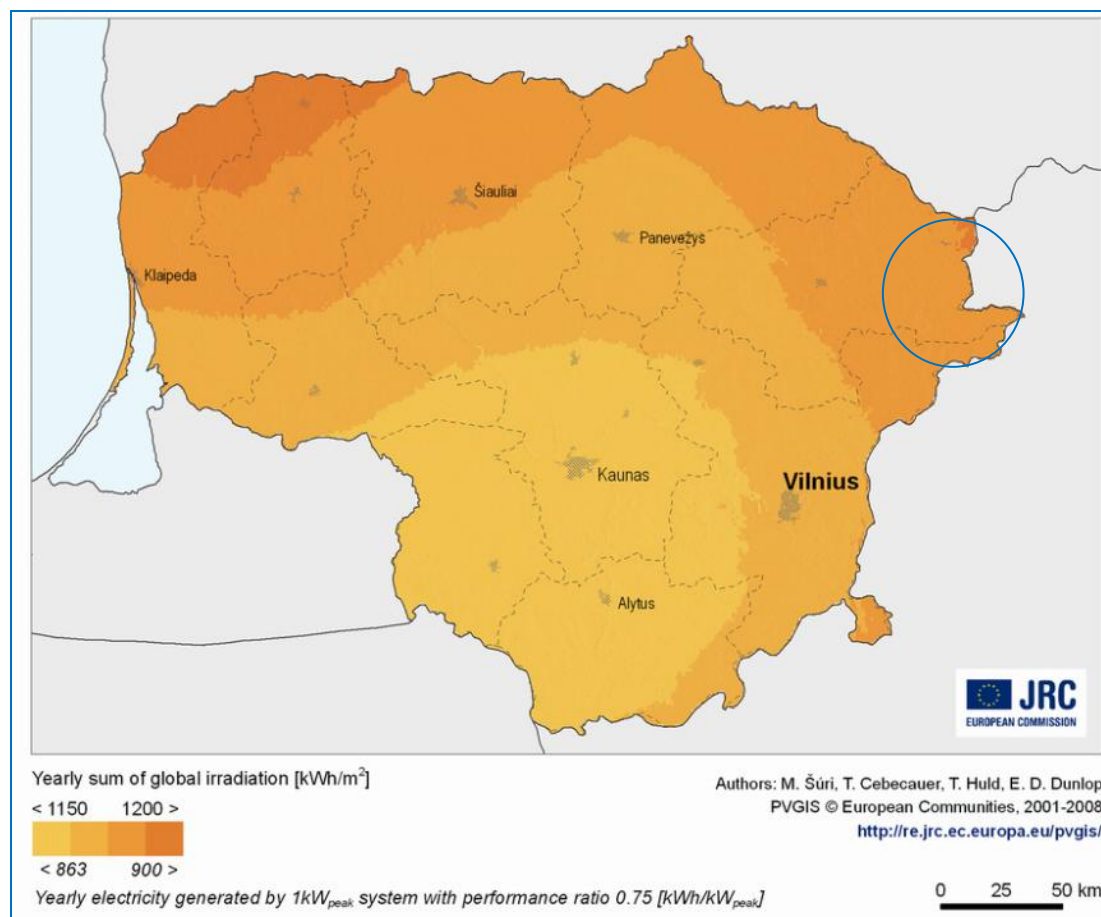 Šiauliai
Panevėžys
Klaipeda
Kaunas
Vilnius
Alytus
JRC
EUROPEAN COMMISSION
Yearly sum of global irradiation [kWh/m²]
< 1150 1200 >
< 863 900 >
Yearly electricity generated by 1kWpeak system with performance ratio 0.75 [kWh/kWpeak]
Authors: M. Šúri, T. Cebecauer, T. Huld, E. D. Dunlop
PVGIS © European Communities, 2001-2008
http://re.jrc.ec.europa.eu/pvgis/
0 25 50 km